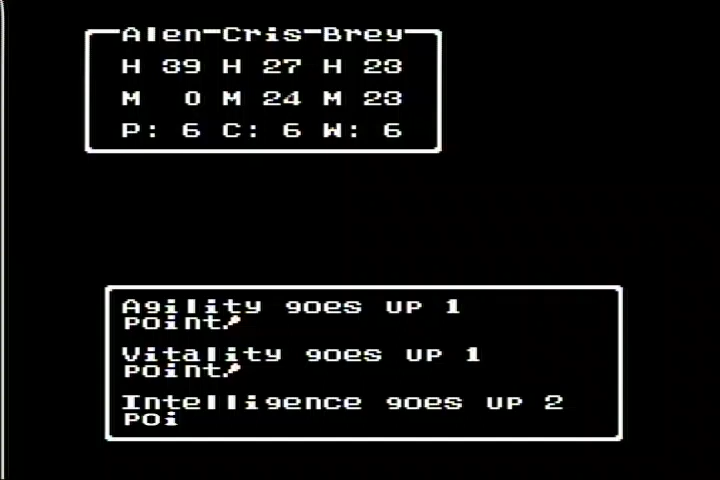 Alen-Cris-Brey
H 39 H 27 H 23
M 0 M 24 M 23
P: 6 C: 6 W: 6
Agility goes up 1
point.
Vitality goes up 1
point.
Intelligence goes up 2
poi